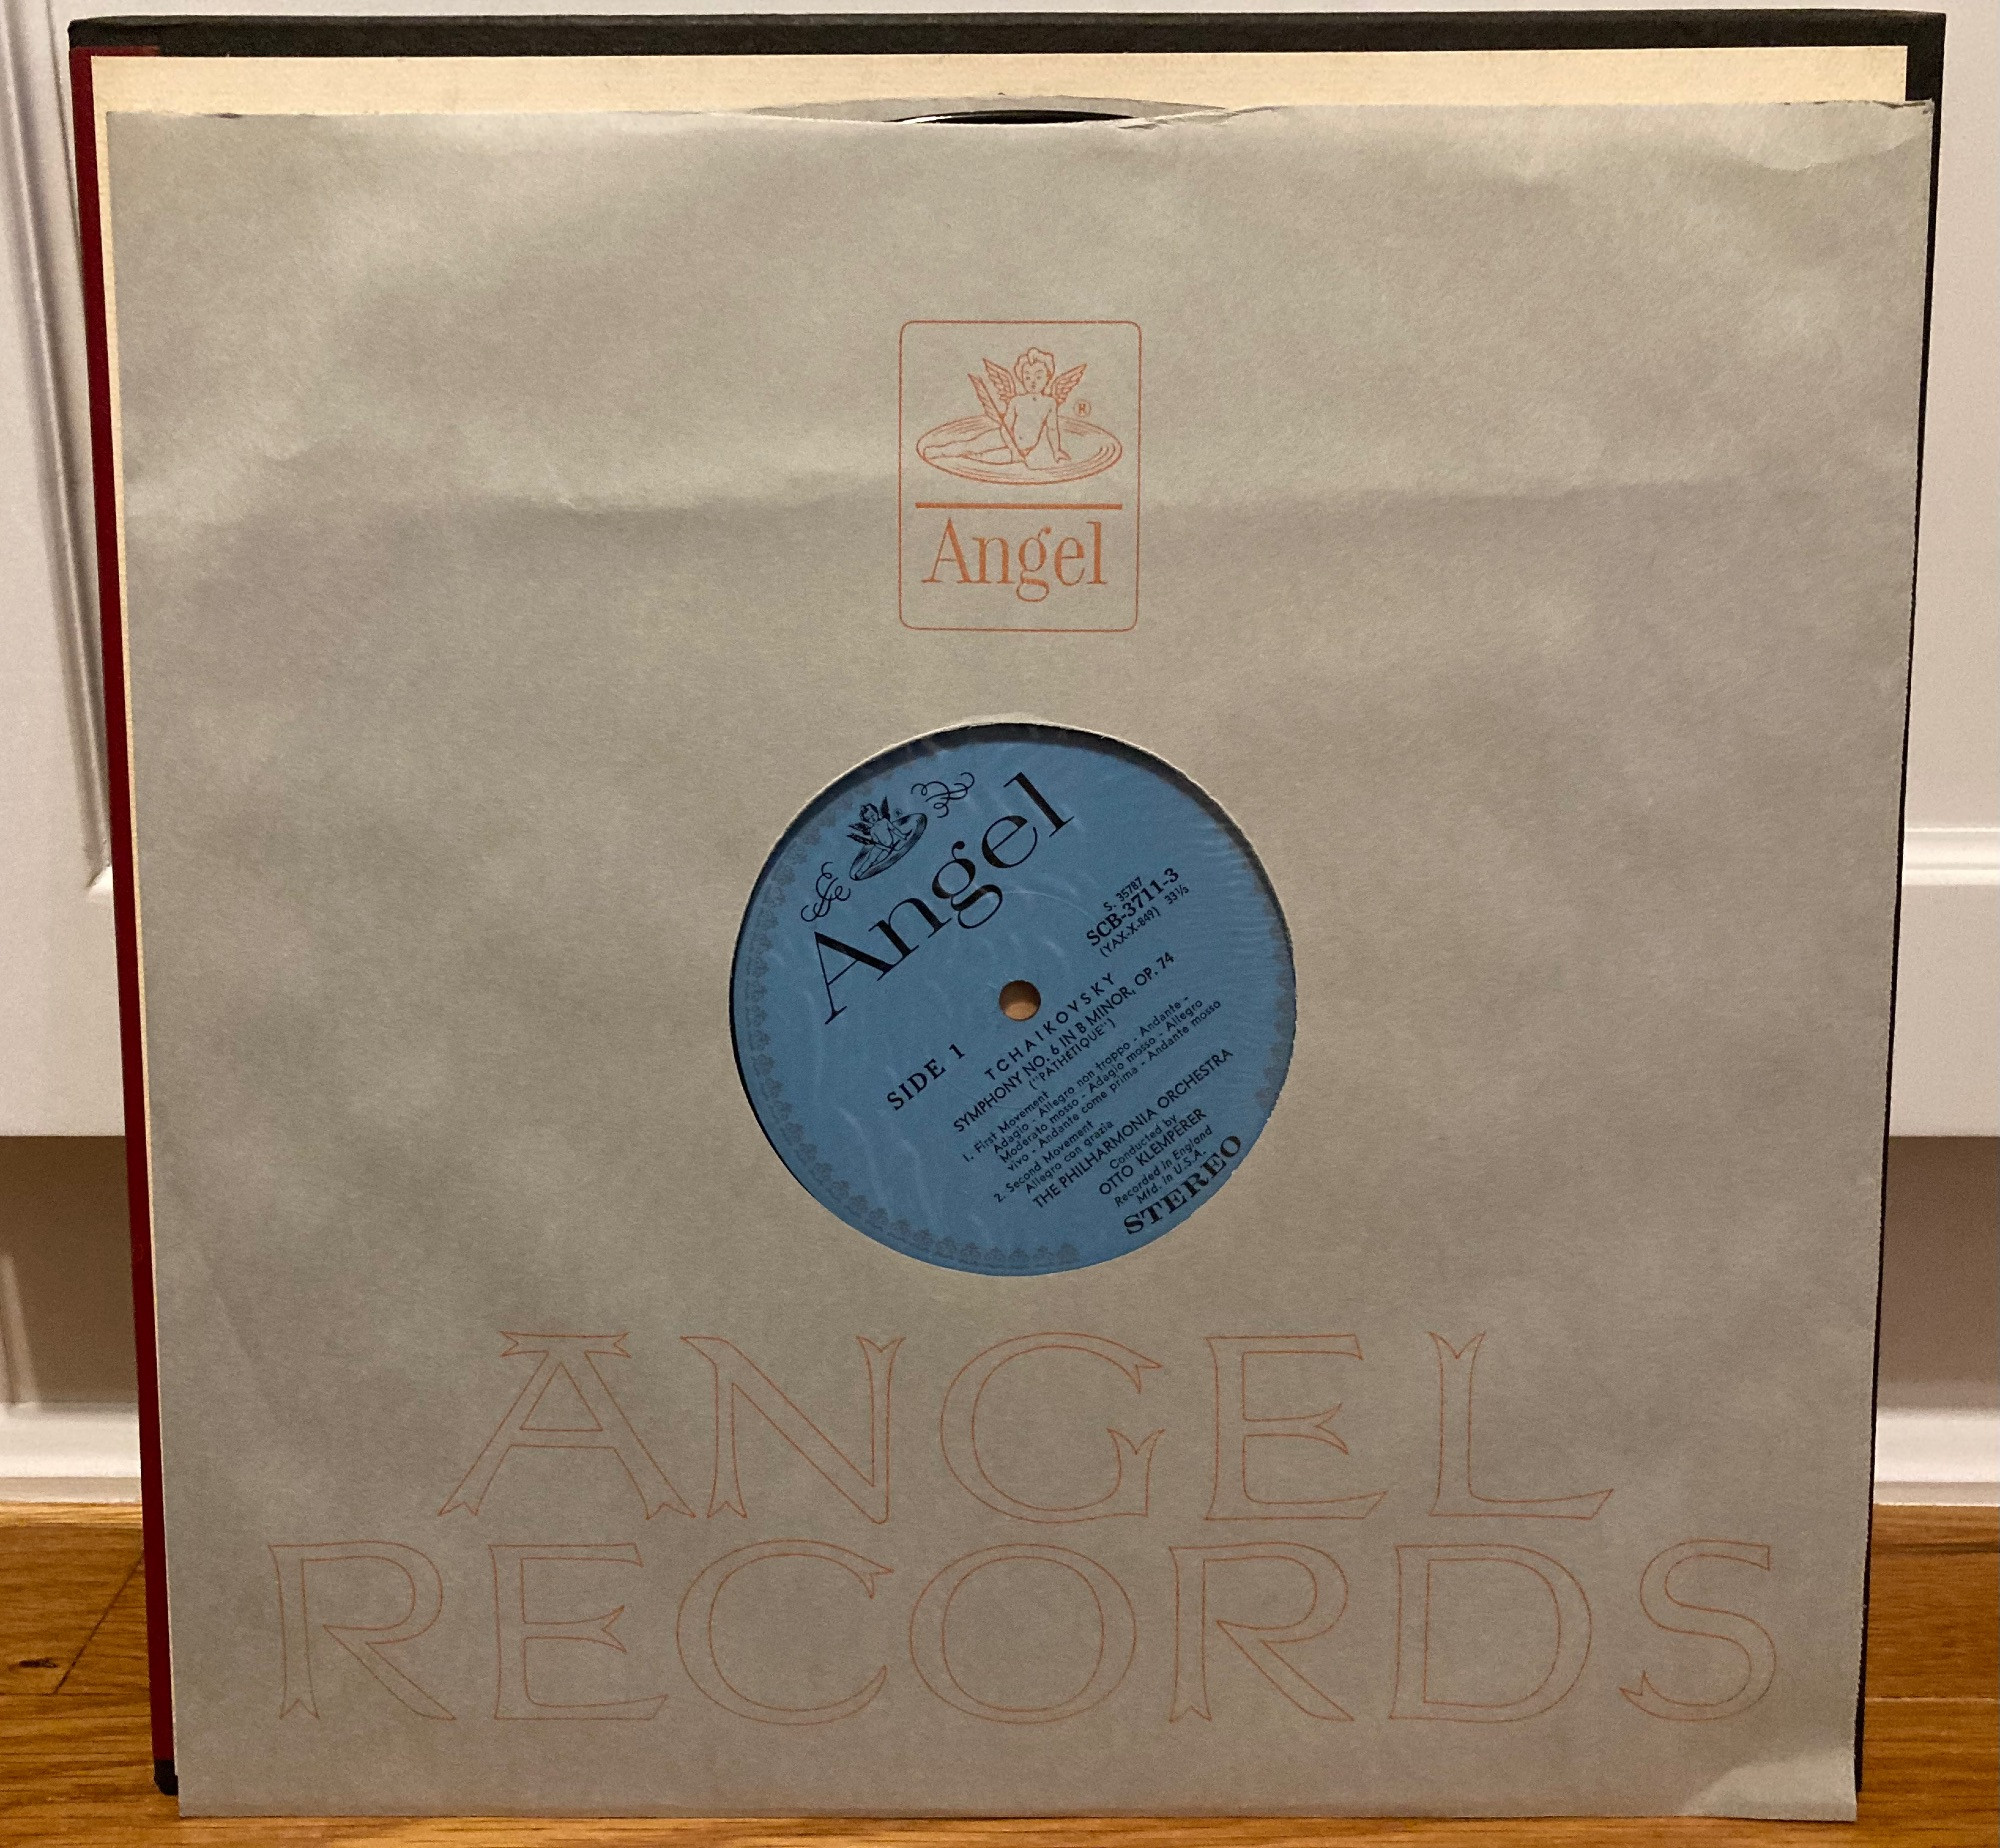 ®
Angel
®
Angel
S. 35787
SCB-3711-3
(YAX-X-849) 33⅓
SIDE 1
TCHAIKOVSKY
SYMPHONY NO. 6 IN B MINOR, OP. 74
("PATHÉTIQUE")
1. First Movement
Adagio - Allegro non troppo - Andante -
Moderato mosso - Adagio mosso - Allegro
vivo - Andante come prima - Andante mosso
2. Second Movement
Allegro con grazia
THE PHILHARMONIA ORCHESTRA
Conducted by
OTTO KLEMPERER
Recorded in England
Mfd. in U.S.A.
STEREO
ANGEL
RECORDS